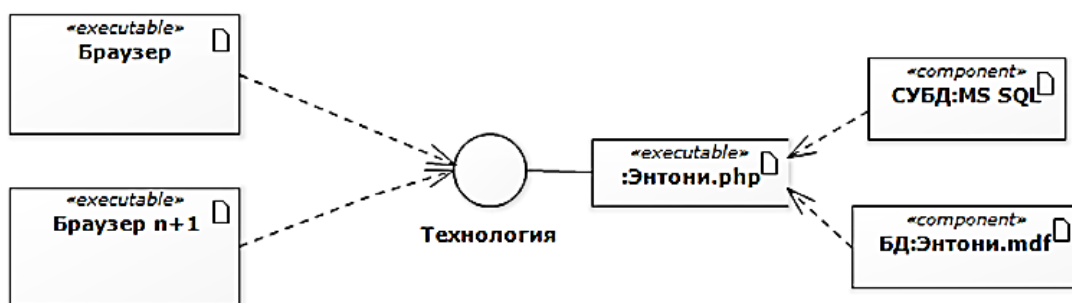 «executable»
Браузер
«executable»
Браузер n+1
Технология
«executable»
:Энтони.php
«component»
СУБД:MS SQL
«component»
БД:Энтони.mdf